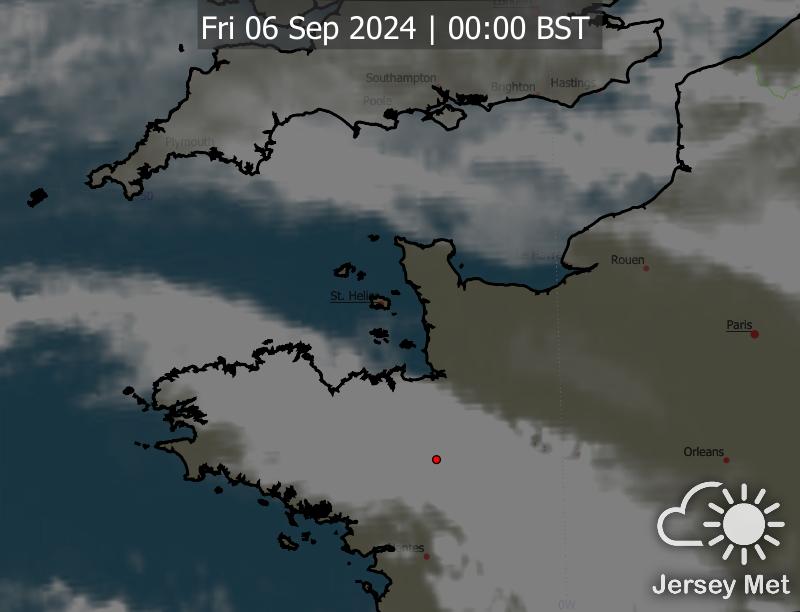 Fri 06 Sep 2024 | 00:00 BST
Southampton
Brighton
Hastings
Poole
Plymouth
Rouen
St. Helier
Paris
Orleans
Nantes
0W
Jersey Met